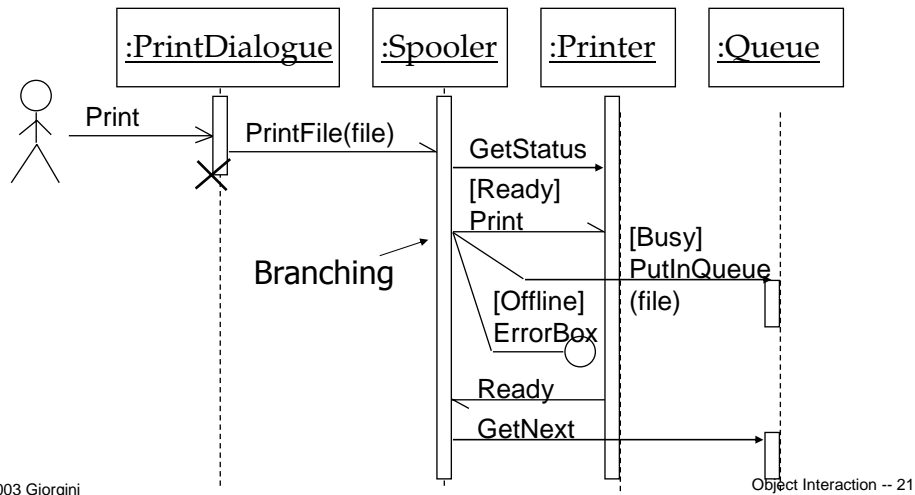 :PrintDialogue
:Spooler
:Printer
:Queue
Print
PrintFile(file)
GetStatus
[Ready]
Print
[Busy]
PutInQueue
(file)
Branching
[Offline]
ErrorBox
Ready
GetNext
003 Giorgini
Object Interaction -- 21